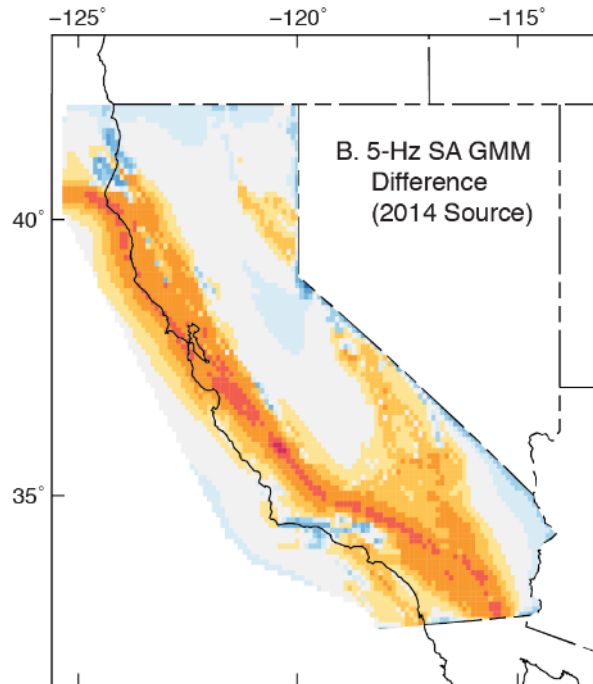 −125° −120° −115°
B. 5-Hz SA GMM
Difference
(2014 Source)
40°
35°